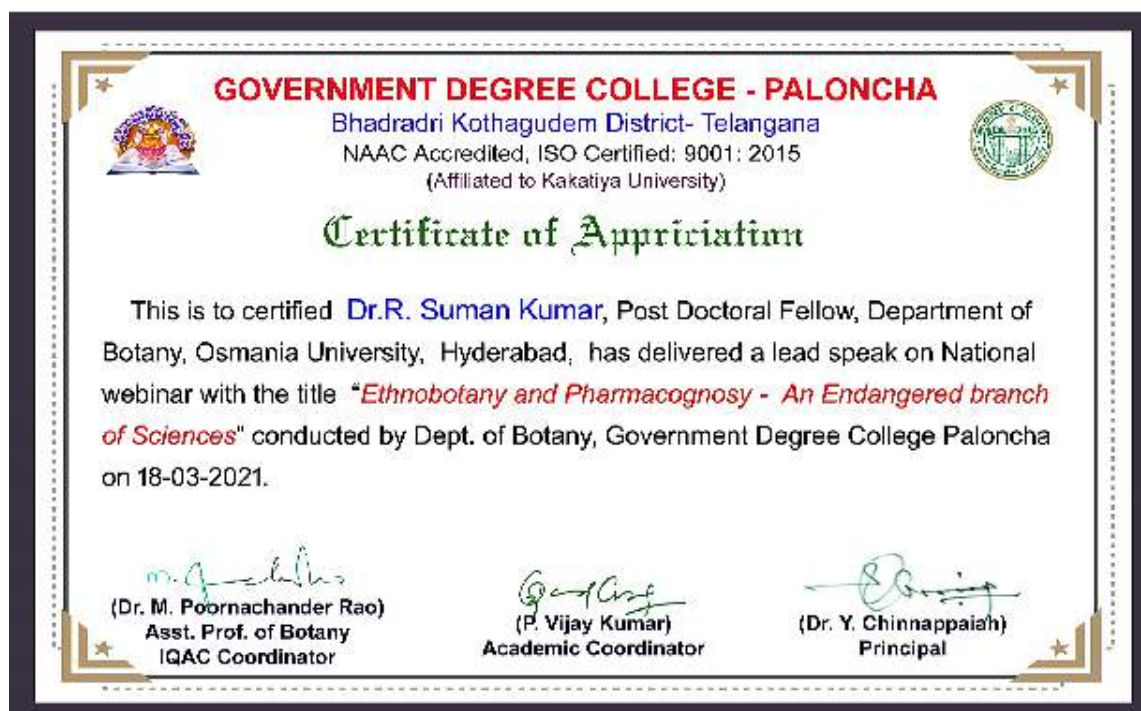 GOVERNMENT DEGREE COLLEGE - PALONCHA
Bhadradri Kothagudem District- Telangana
NAAC Accredited, ISO Certified: 9001: 2015
(Affiliated to Kakatiya University)
Certificate of Appriciation
This is to certified Dr.R. Suman Kumar, Post Doctoral Fellow, Department of
Botany, Osmania University, Hyderabad, has delivered a lead speak on National
webinar with the title "Ethnobotany and Pharmacognosy - An Endangered branch
of Sciences" conducted by Dept. of Botany, Government Degree College Paloncha
on 18-03-2021.
(Dr. M. Poornachander Rao)
Asst. Prof. of Botany
IQAC Coordinator
(P. Vijay Kumar)
Academic Coordinator
(Dr. Y. Chinnappaiah)
Principal